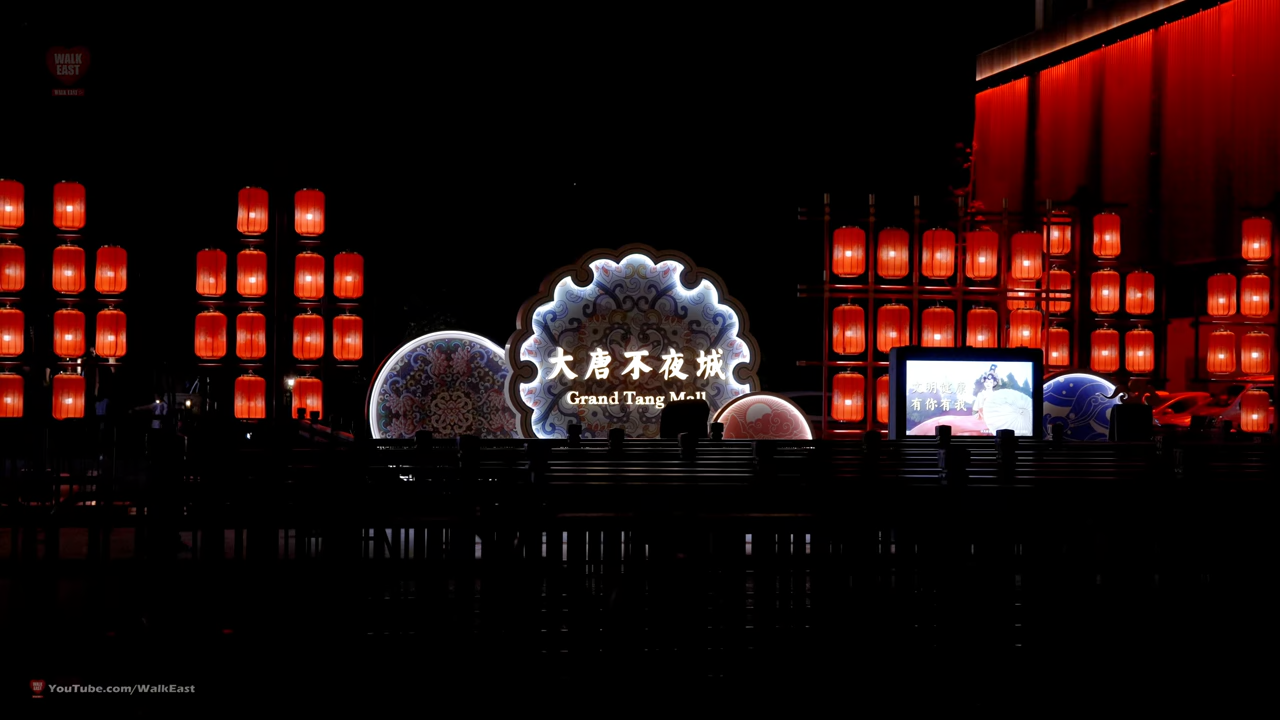 WALK
EAST
大唐不夜城
Grand Tang Mall
有你有我
YouTube.com/WalkEast